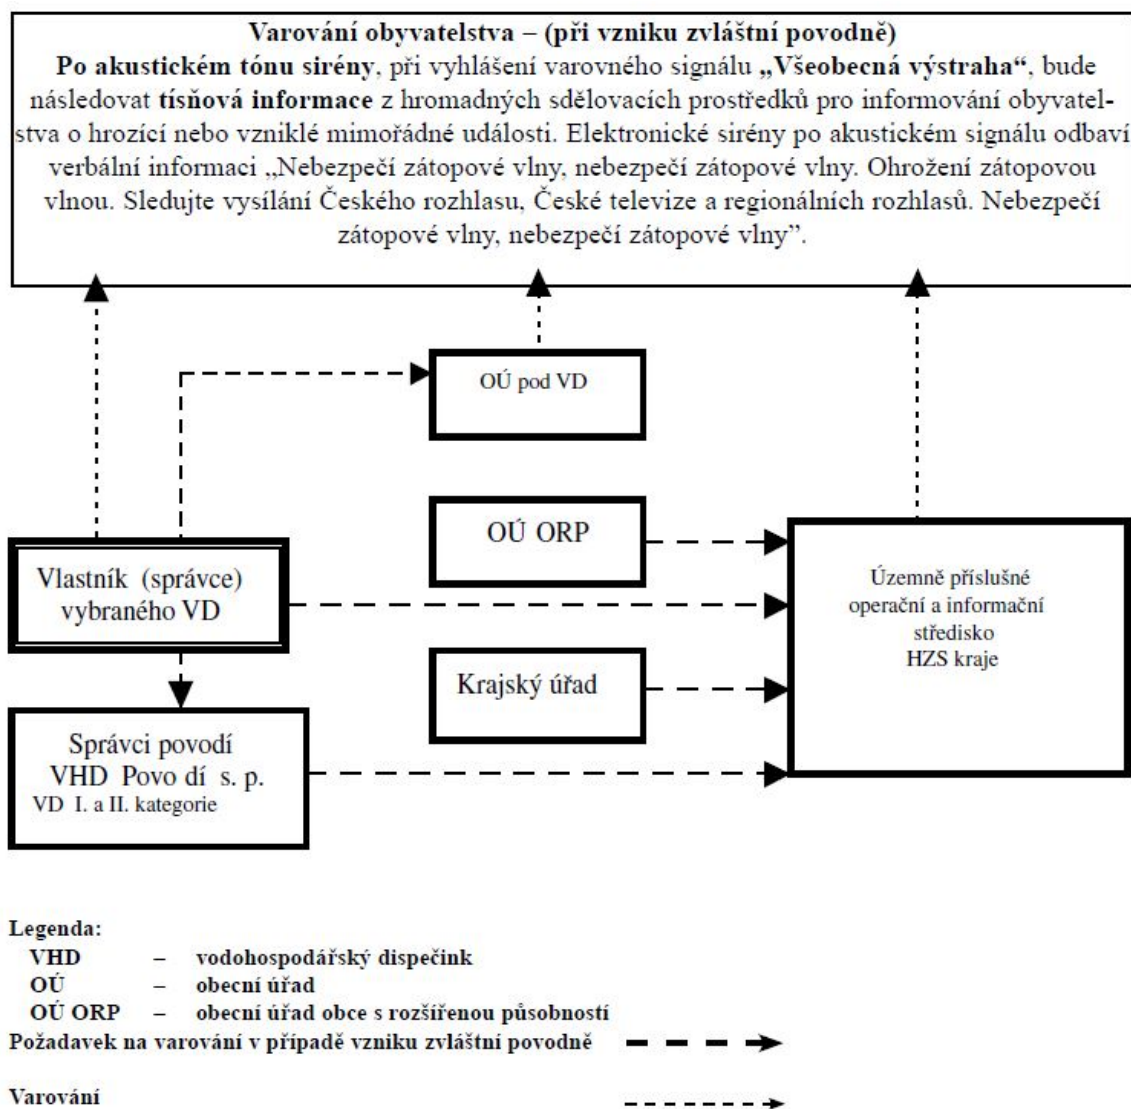 Varování obyvatelstva – (při vzniku zvláštní povodně)
Po akustickém tónu sirény, při vyhlášení varovného signálu „Všeobecná výstraha“, bude
následovat tísňová informace z hromadných sdělovacích prostředků pro informování obyvatel-
stva o hrozící nebo vzniklé mimořádné události. Elektronické sirény po akustickém signálu odbaví
verbální informaci „Nebezpečí zátopové vlny, nebezpečí zátopové vlny. Ohrožení zátopovou
vlnou. Sledujte vysílání Českého rozhlasu, České televize a regionálních rozhlasů. Nebezpečí
zátopové vlny, nebezpečí zátopové vlny”.
OÚ pod VD
OÚ ORP
Vlastník (správce)
vybraného VD
Územně příslušné
operační a informační
středisko
HZS kraje
Krajský úřad
Správci povodí
VHD Povo dí s. p.
VD I. a II. kategorie
Legenda:
VHD – vodohospodářský dispečink
OÚ – obecní úřad
OÚ ORP – obecní úřad obce s rozšířenou působností
Požadavek na varování v případě vzniku zvláštní povodně
Varování